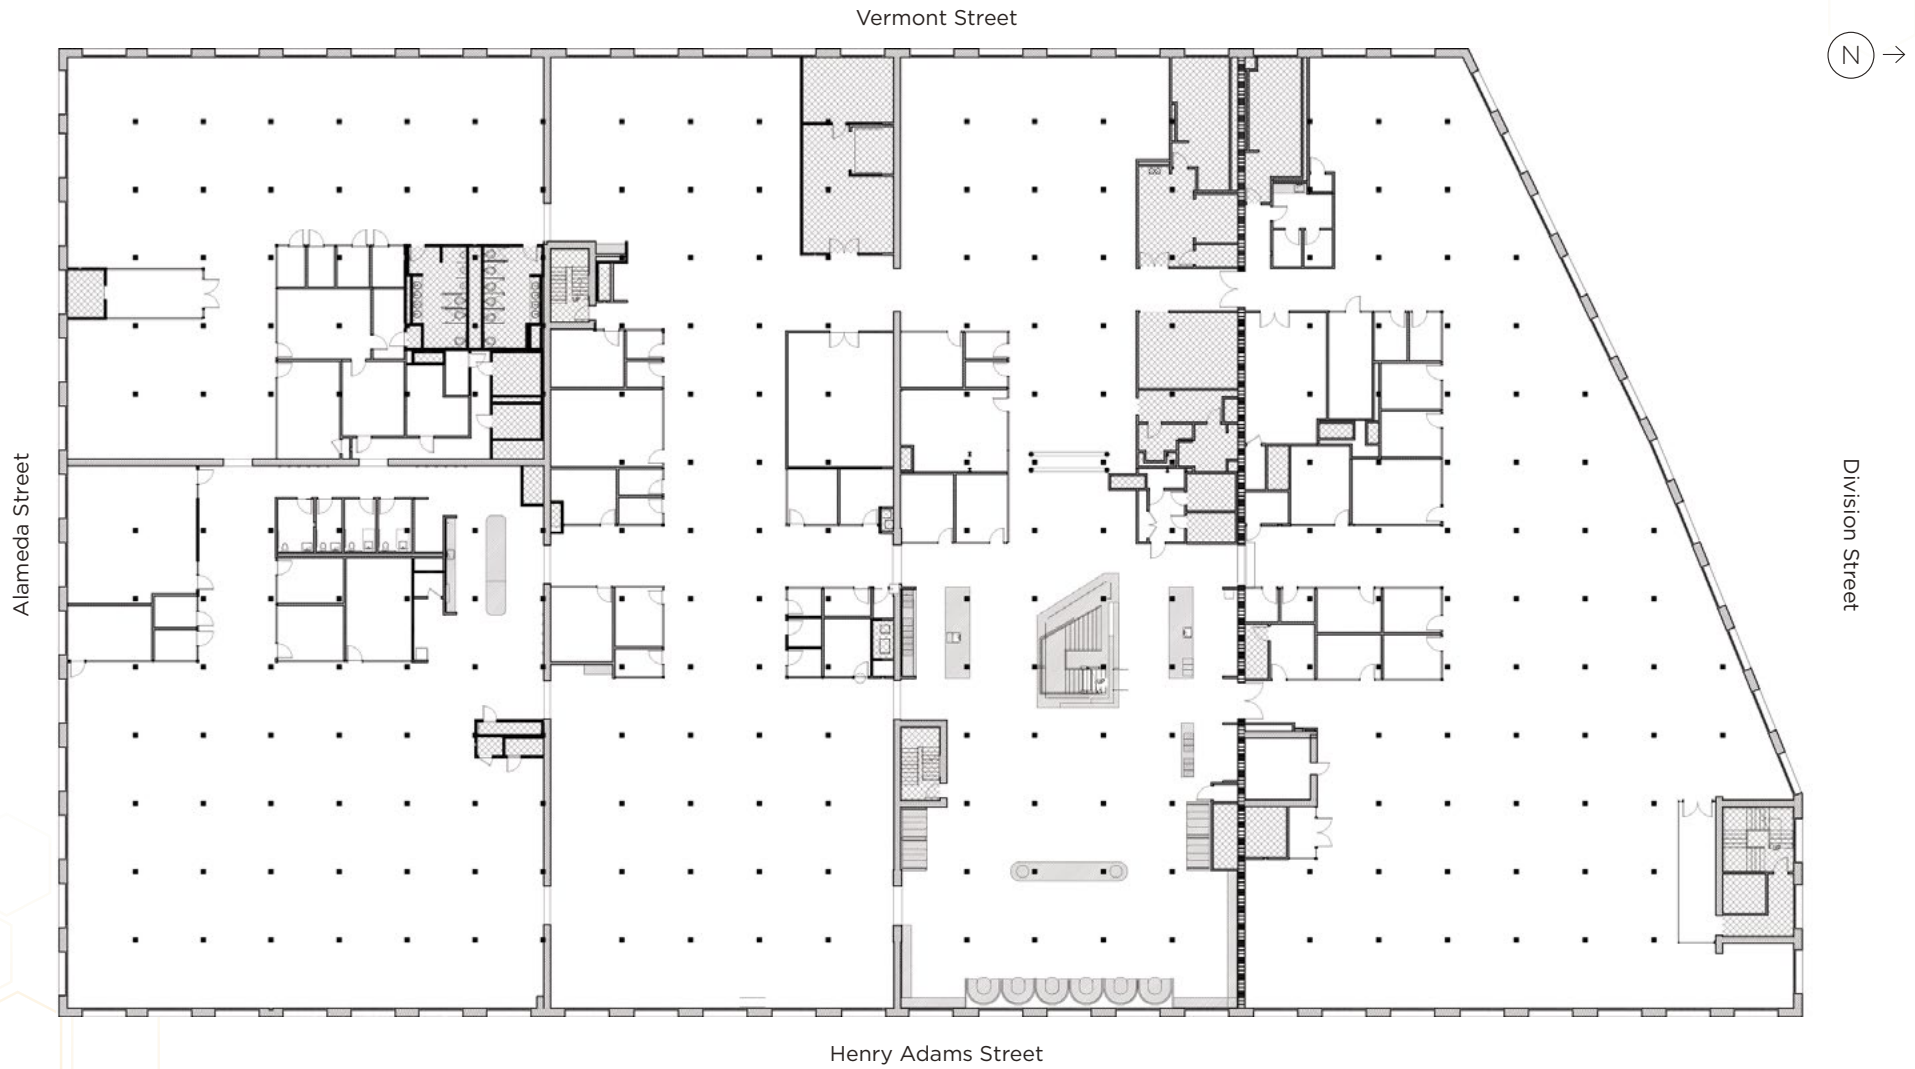 Vermont Street
N
Alameda Street
Division Street
Henry Adams Street